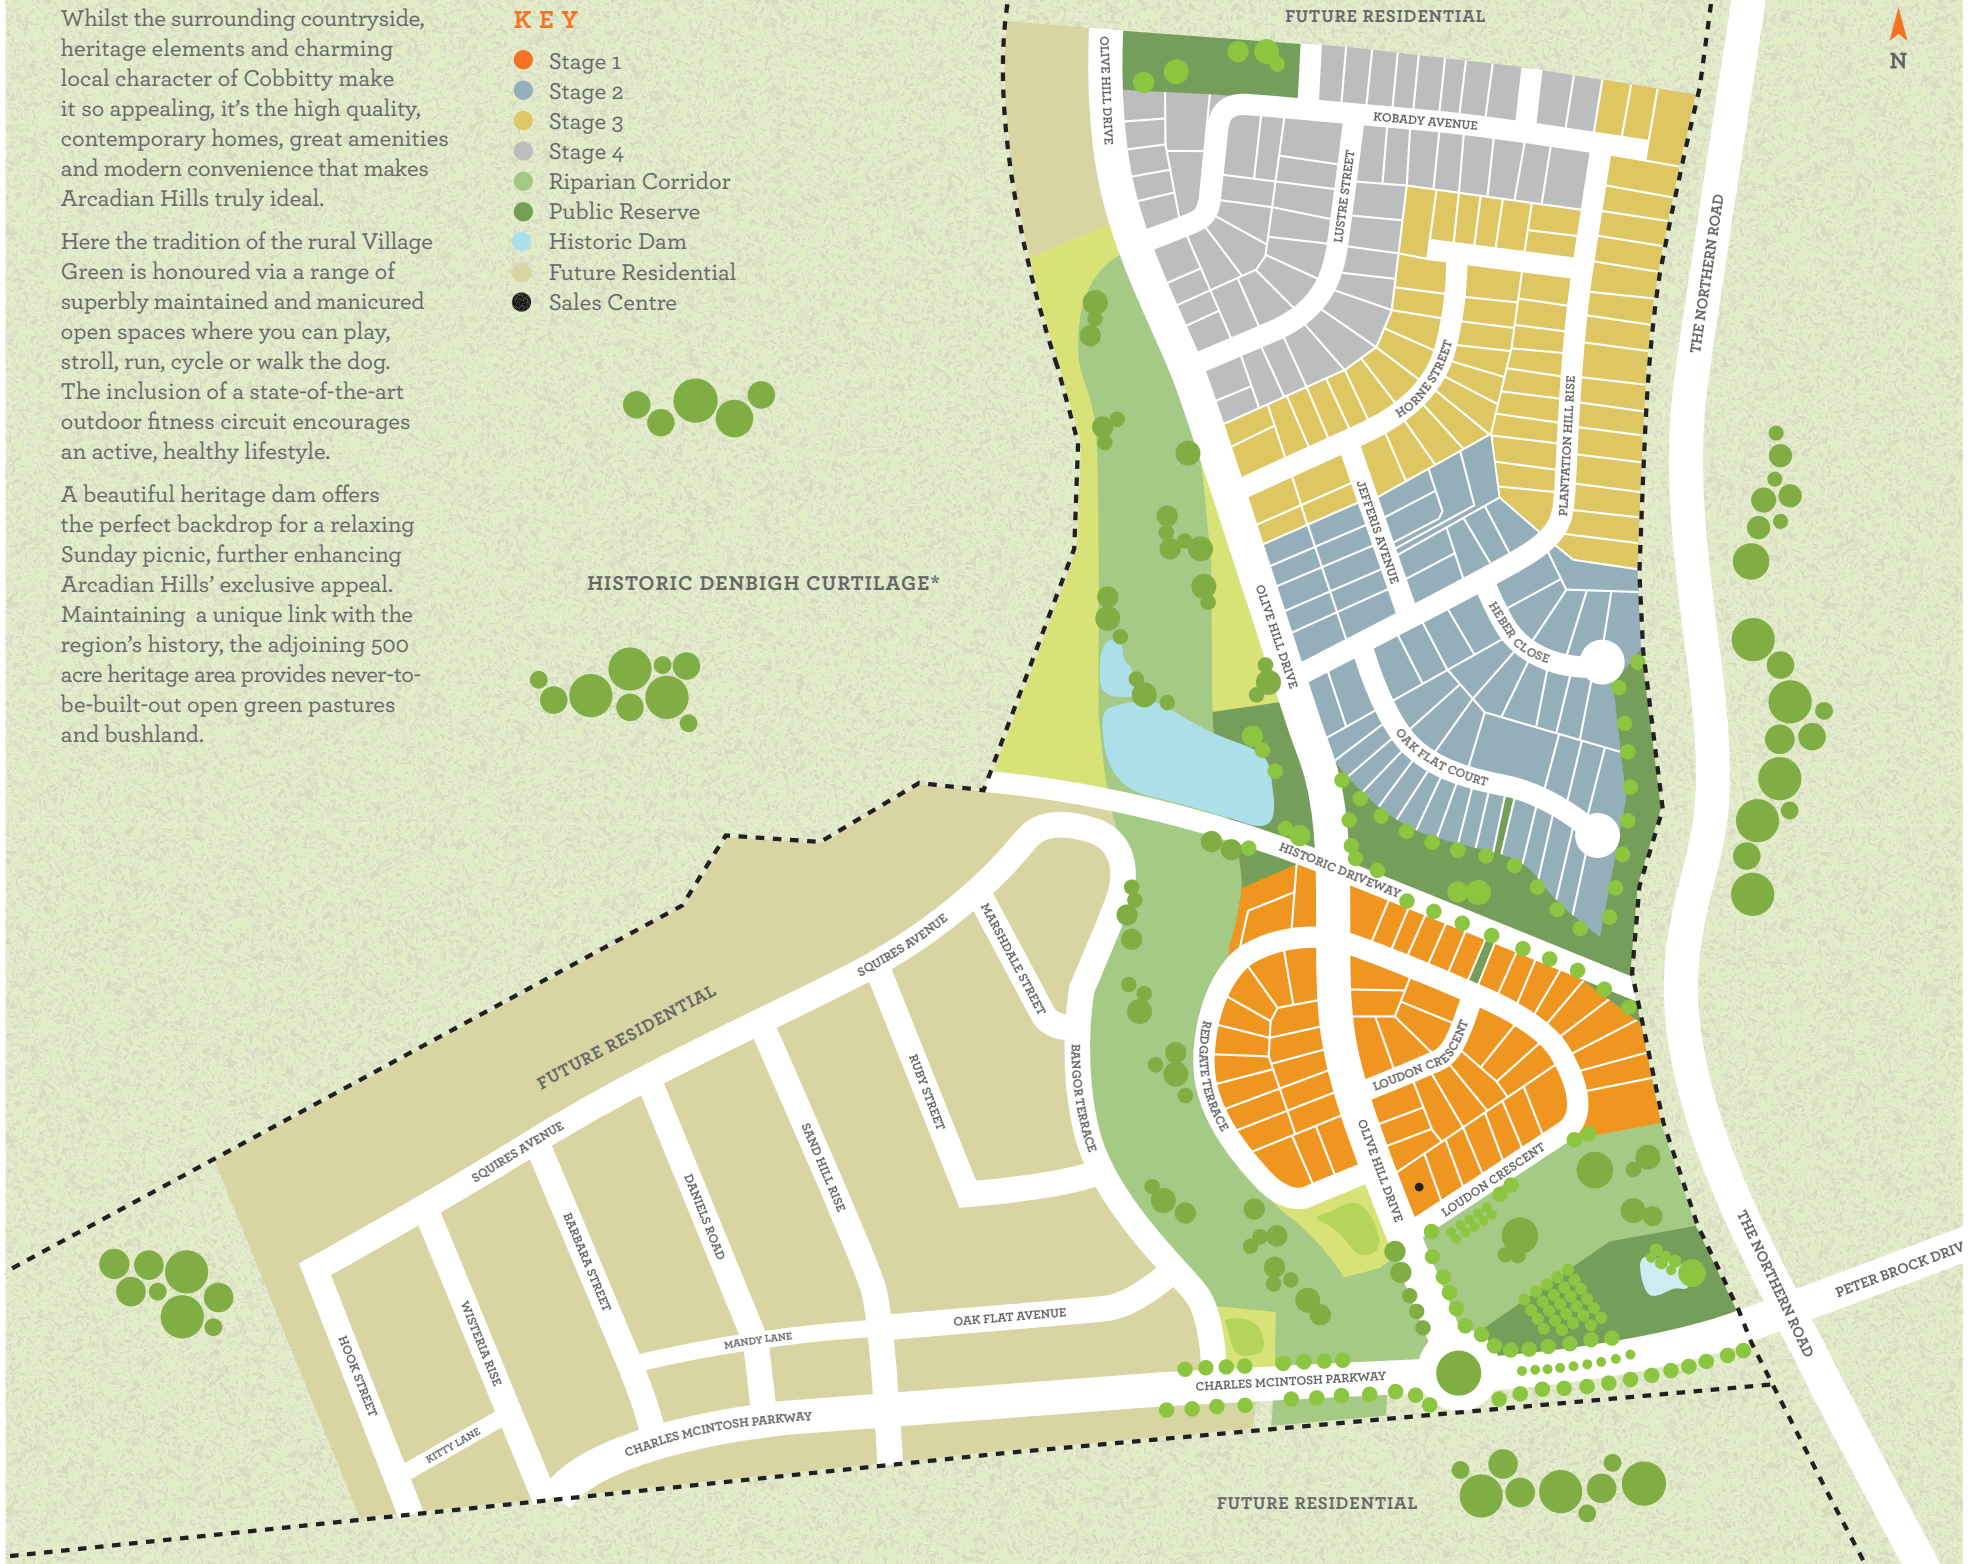 Whilst the surrounding countryside,
heritage elements and charming
local character of Cobbitty make
it so appealing, it's the high quality,
contemporary homes, great amenities
and modern convenience that makes
Arcadian Hills truly ideal.
Here the tradition of the rural Village
Green is honoured via a range of
superbly maintained and manicured
open spaces where you can play,
stroll, run, cycle or walk the dog.
The inclusion of a state-of-the-art
outdoor fitness circuit encourages
an active, healthy lifestyle.
A beautiful heritage dam offers
the perfect backdrop for a relaxing
Sunday picnic, further enhancing
Arcadian Hills' exclusive appeal.
Maintaining  a unique link with the
region's history, the adjoining 500
acre heritage area provides never-to-
be-built-out open green pastures
and bushland.
KEY
Stage 1
Stage 2
Stage 3
Stage 4
Riparian Corridor
Public Reserve
Historic Dam
Future Residential
Sales Centre
FUTURE RESIDENTIAL
N
OLIVE HILL DRIVE
KOBADY AVENUE
LUSTRE STREET
THE NORTHERN ROAD
HORNE STREET
PLANTATION HILL RISE
JEFFERIS AVENUE
HISTORIC DENBIGH CURTILAGE*
OLIVE HILL DRIVE
HEBER CLOSE
OAK FLAT COURT
HISTORIC DRIVEWAY
SQUIRES AVENUE
MARSHDALE STREET
FUTURE RESIDENTIAL
RUBY STREET
BANGOR TERRACE
REDGATE TERRACE
LOUDON CRESCENT
OLIVE HILL DRIVE
LOUDON CRESCENT
SQUIRES AVENUE
SAND HILL RISE
DANIELS ROAD
BARBARA STREET
THE NORTHERN ROAD
PETER BROCK DRIV
WISTERIA RISE
HOOK STREET
MANDY LANE
OAK FLAT AVENUE
CHARLES MCINTOSH PARKWAY
CHARLES MCINTOSH PARKWAY
KITTY LANE
FUTURE RESIDENTIAL